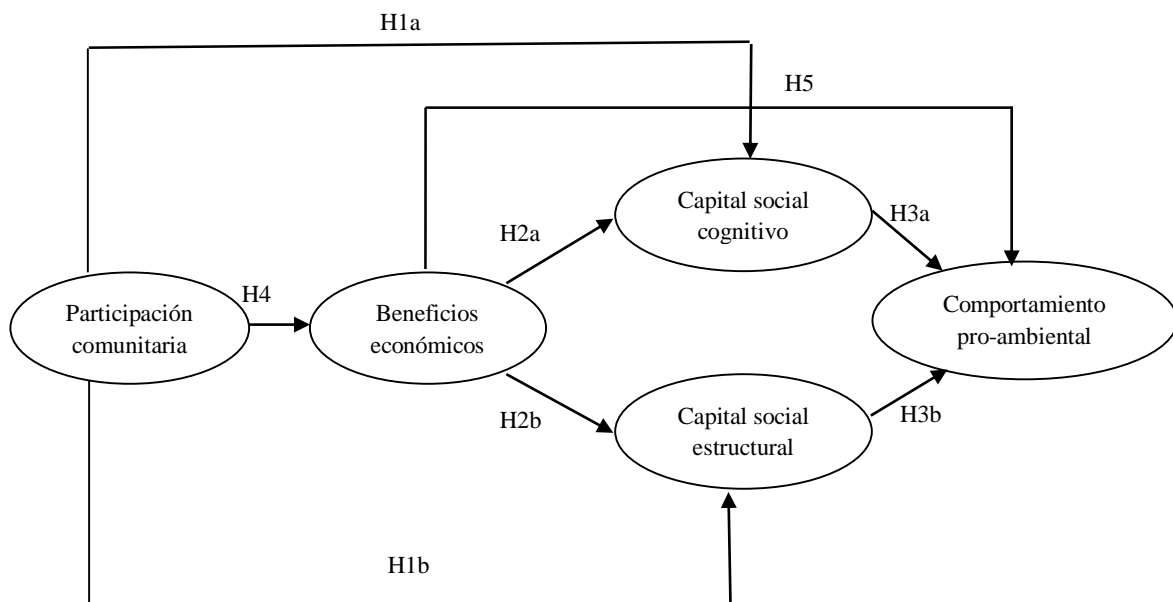 H1a
H5
Capital social
cognitivo
H3a
H2a
H4
Participación
comunitaria
Beneficios
económicos
Comportamiento
pro-ambiental
H2b
Capital social
estructural
H3b
H1b